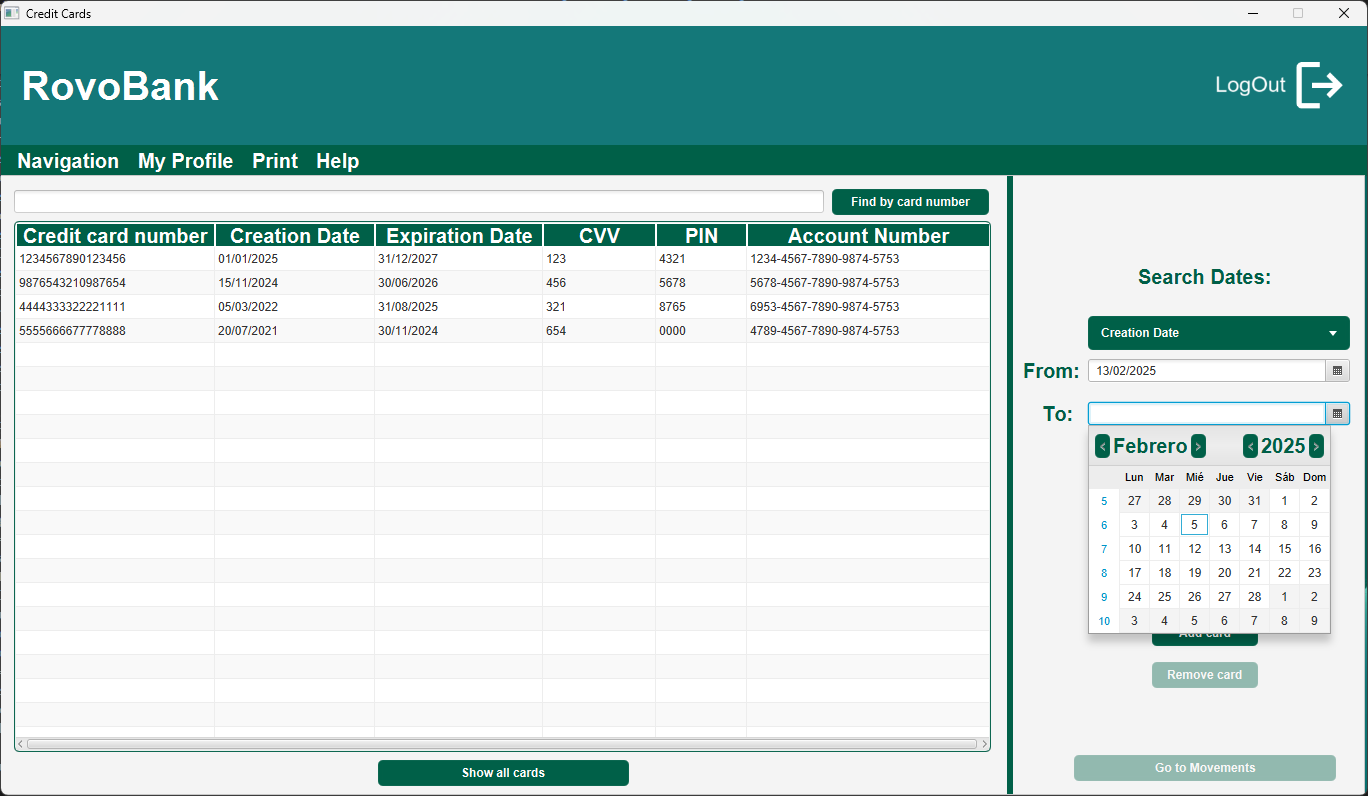 Credit Cards
RovoBank
LogOut
Navigation My Profile Print Help
Find by card number
Credit card number Creation Date Expiration Date CVV PIN Account Number
1234567890123456 01/01/2025 31/12/2027 123 4321 1234-4567-7890-9874-5753
9876543210987654 15/11/2024 30/06/2026 456 5678 5678-4567-7890-9874-5753
4444333322221111 05/03/2022 31/08/2025 321 8765 6953-4567-7890-9874-5753
5555666677778888 20/07/2021 30/11/2024 654 0000 4789-4567-7890-9874-5753
Show all cards
Search Dates:
Creation Date
From: 13/02/2025
To:
< Febrero > < 2025 >
Lun Mar Mié Jue Vie Sáb Dom
5 27 28 29 30 31 1 2
6 3 4 5 6 7 8 9
7 10 11 12 13 14 15 16
8 17 18 19 20 21 22 23
9 24 25 26 27 28 1 2
10 3 4 5 6 7 8 9
Add card
Remove card
Go to Movements